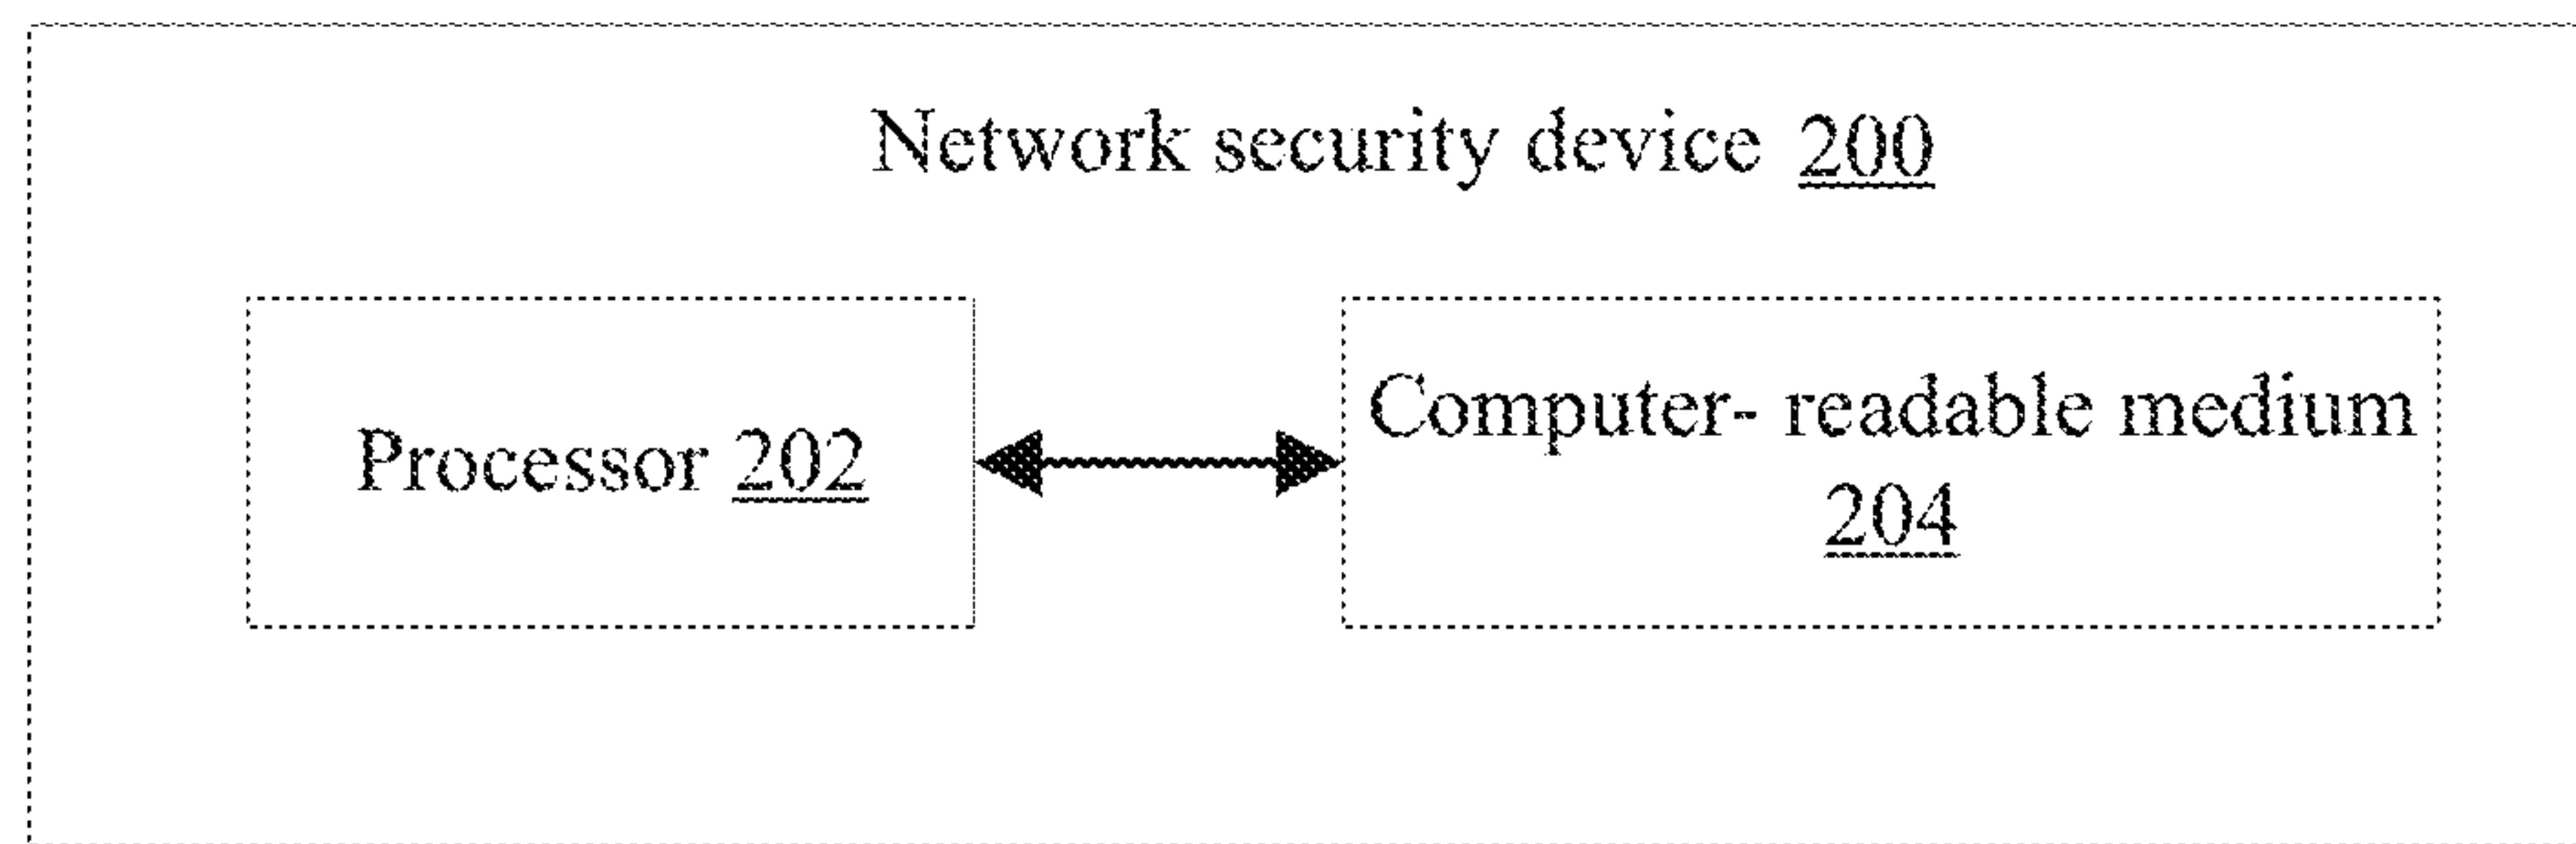 Network security device 200
Processor 202
Computer- readable medium
204